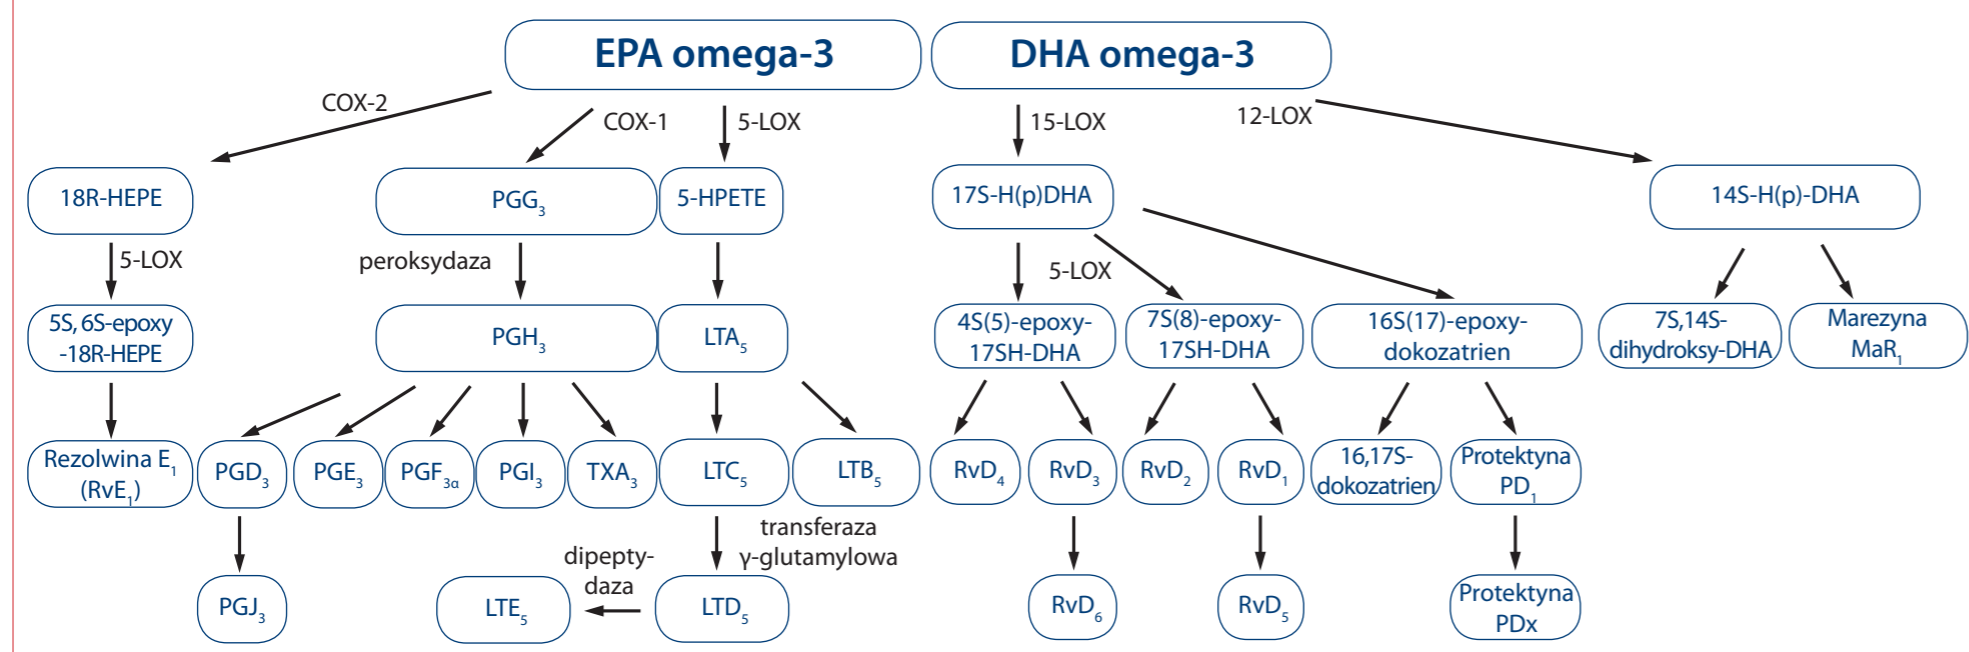 EPA omega-3
DHA omega-3
COX-2
COX-1
5-LOX
15-LOX
12-LOX
18R-HEPE
PGG₃
5-HPETE
17S-H(p)DHA
14S-H(p)-DHA
5-LOX
peroksydaza
5-LOX
5S, 6S-epoxy
-18R-HEPE
PGH₃
LTA₅
4S(5)-epoxy-
17SH-DHA
7S(8)-epoxy-
17SH-DHA
16S(17)-epoxy-
dokozatrien
7S,14S-
dihydroksy-DHA
Marezyna
MaR₁
Rezolwina E₁
(RvE₁)
PGD₃
PGE₃
PGF₃α
PGI₃
TXA₃
LTC₅
LTB₅
RvD₄
RvD₃
RvD₂
RvD₁
16,17S-
dokozatrien
Protektyna
PD₁
transferaza
γ-glutamylowa
dipepty-
daza
PGJ₃
LTE₅
LTD₅
RvD₆
RvD₅
Protektyna
PDx